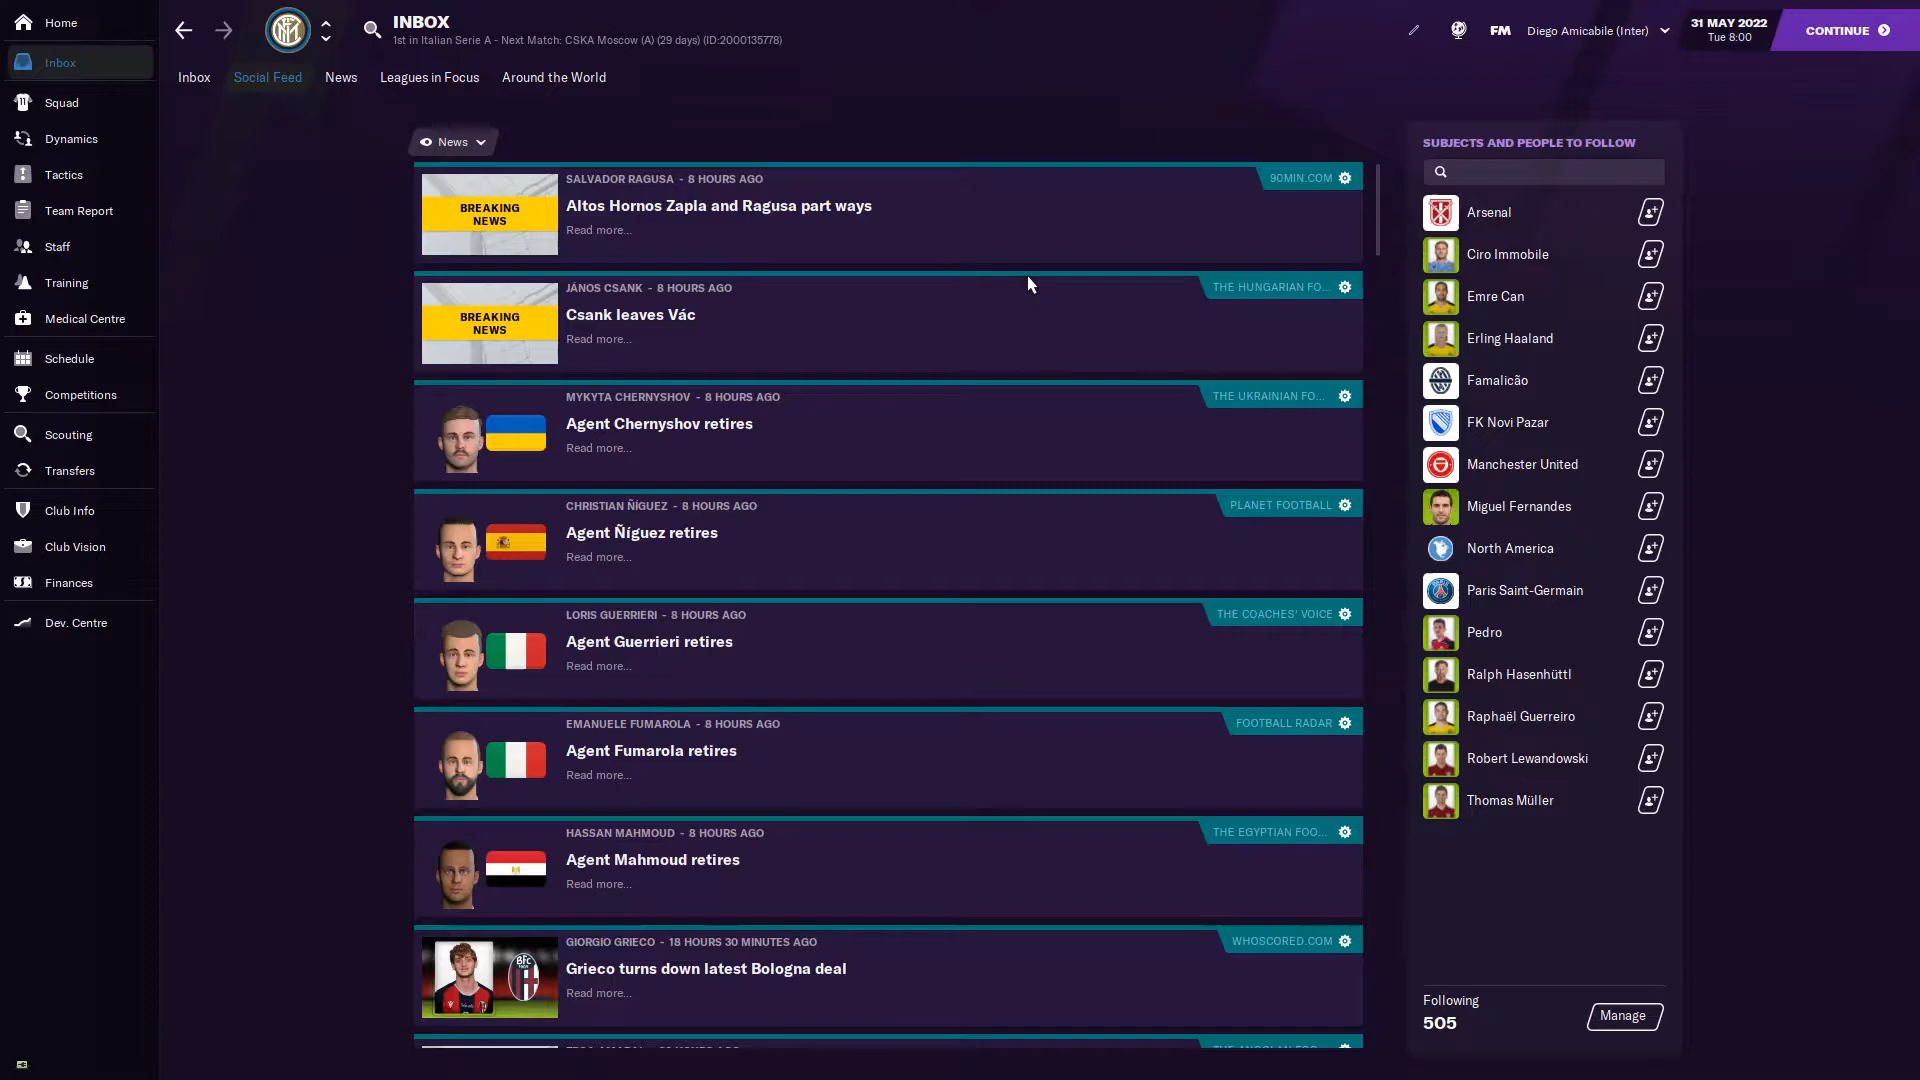 Home
Inbox
Squad
Dynamics
Tactics
Team Report
Staff
Training
Medical Centre
Schedule
Competitions
Scouting
Transfers
Club Info
Club Vision
Finances
Dev. Centre
INBOX
1st in Italian Serie A - Next Match: CSKA Moscow (A) (29 days) (ID:2000135778)
FM
Diego Amicabile (Inter)
31 MAY 2022
Tue 8:00
CONTINUE
Inbox
Social Feed
News
Leagues in Focus
Around the World
News
SALVADOR RAGUSA - 8 HOURS AGO
90MIN.COM
BREAKING
NEWS
Altos Hornos Zapla and Ragusa part ways
Read more...
JÁNOS CSANK - 8 HOURS AGO
THE HUNGARIAN FO...
BREAKING
NEWS
Csank leaves Vác
Read more...
MYKYTA CHERNYSHOV - 8 HOURS AGO
THE UKRAINIAN FO...
Agent Chernyshov retires
Read more...
CHRISTIAN ÑÍGUEZ - 8 HOURS AGO
PLANET FOOTBALL
Agent Ñíguez retires
Read more...
LORIS GUERRIERI - 8 HOURS AGO
THE COACHES' VOICE
Agent Guerrieri retires
Read more...
EMANUELE FUMAROLA - 8 HOURS AGO
FOOTBALL RADAR
Agent Fumarola retires
Read more...
HASSAN MAHMOUD - 8 HOURS AGO
THE EGYPTIAN FOO...
Agent Mahmoud retires
Read more...
GIORGIO GRIECO - 18 HOURS 30 MINUTES AGO
WHOSCORED.COM
BFC
Grieco turns down latest Bologna deal
Read more...
SUBJECTS AND PEOPLE TO FOLLOW
Arsenal
Ciro Immobile
Emre Can
Erling Haaland
Famalicão
FK Novi Pazar
Manchester United
Miguel Fernandes
North America
Paris Saint-Germain
Pedro
Ralph Hasenhüttl
Raphaël Guerreiro
Robert Lewandowski
Thomas Müller
Following
505
Manage